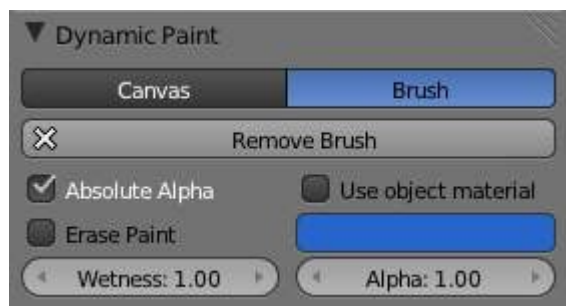 Dynamic Paint
Canvas Brush
Remove Brush
Absolute Alpha Use object material
Erase Paint
Wetness: 1.00 Alpha: 1.00